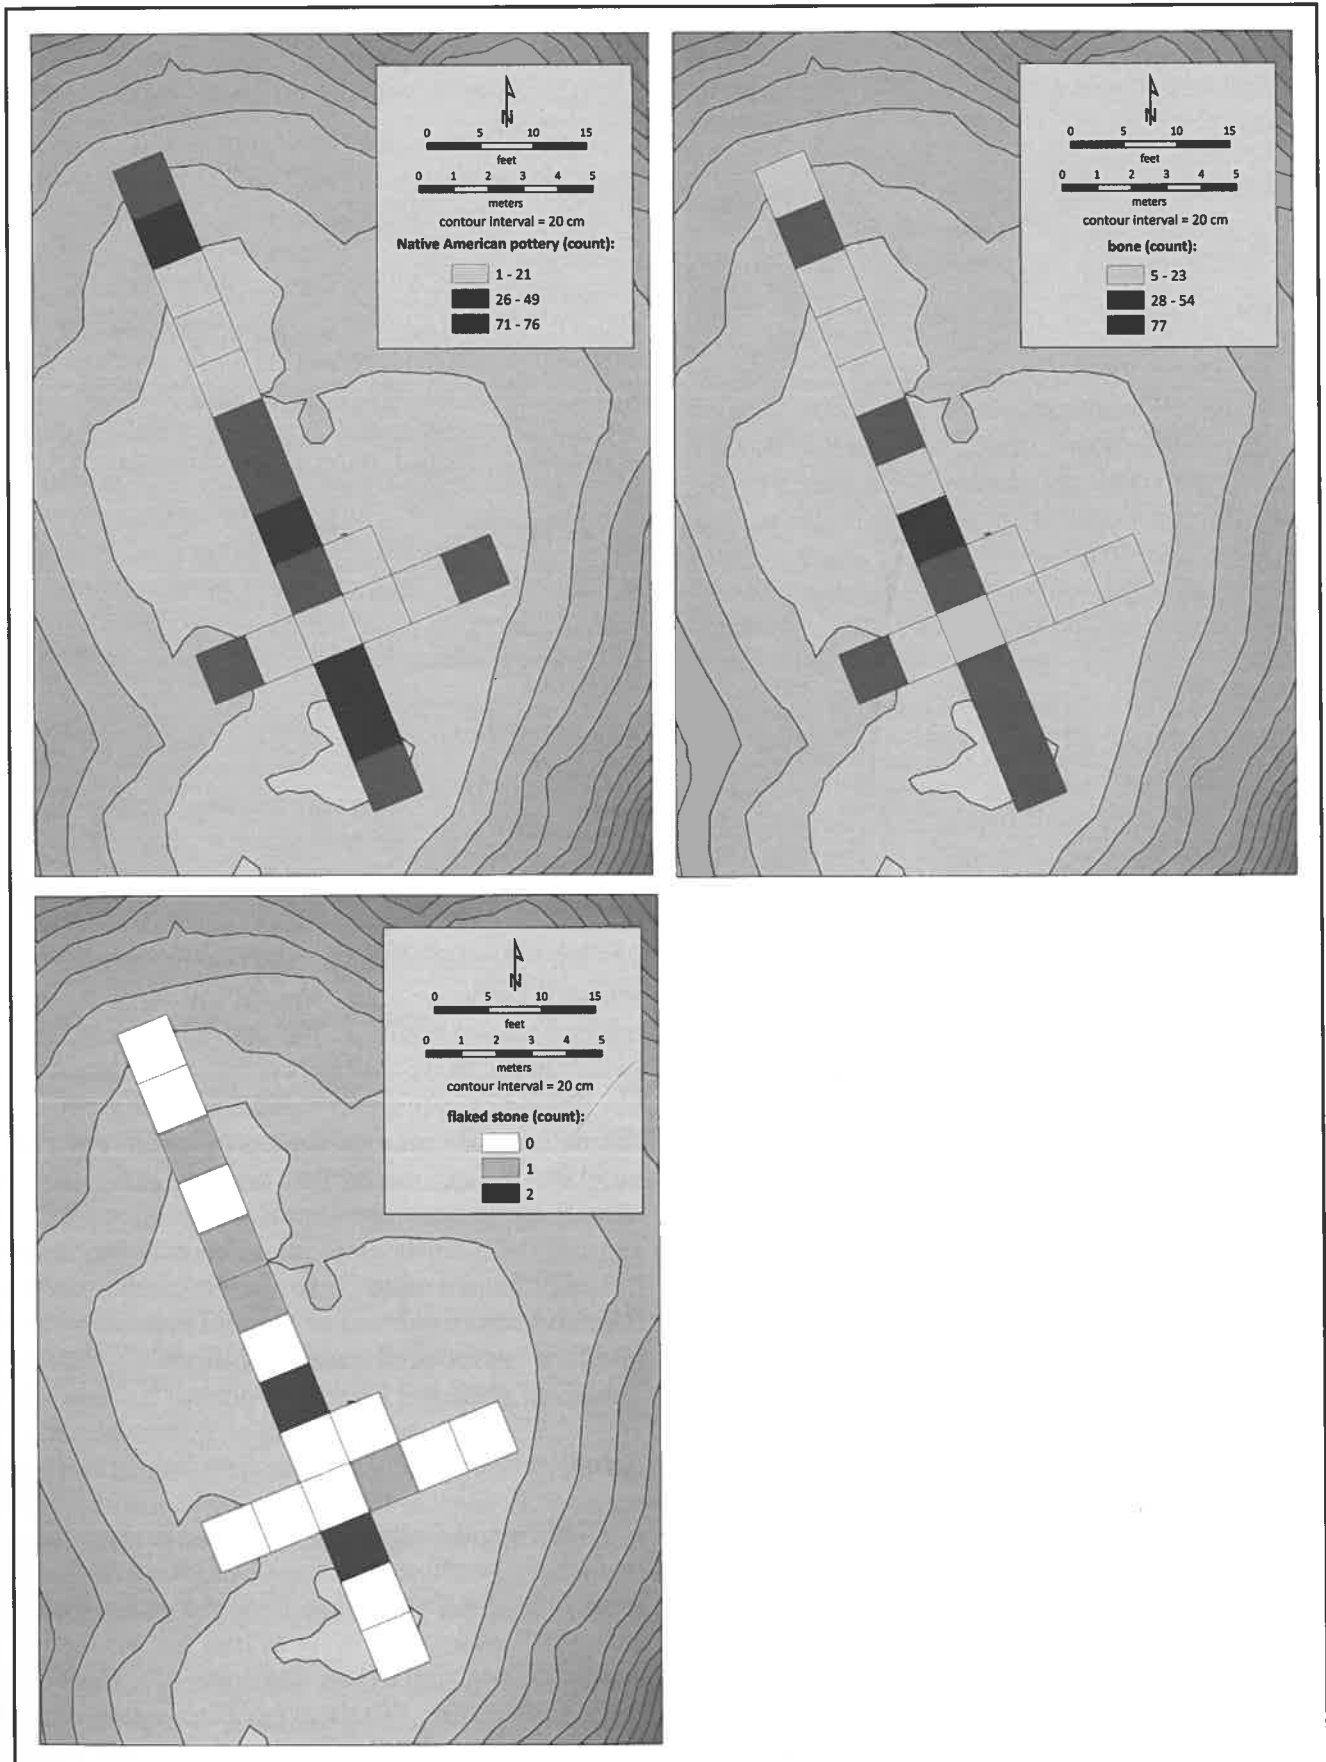 N
0 5 10 15
feet
0 1 2 3 4 5
meters
contour interval = 20 cm
Native American pottery (count):
1 - 21
26 - 49
71 - 76
N
0 5 10 15
feet
0 1 2 3 4 5
meters
contour interval = 20 cm
bone (count):
5 - 23
28 - 54
77
N
0 5 10 15
feet
0 1 2 3 4 5
meters
contour interval = 20 cm
flaked stone (count):
0
1
2